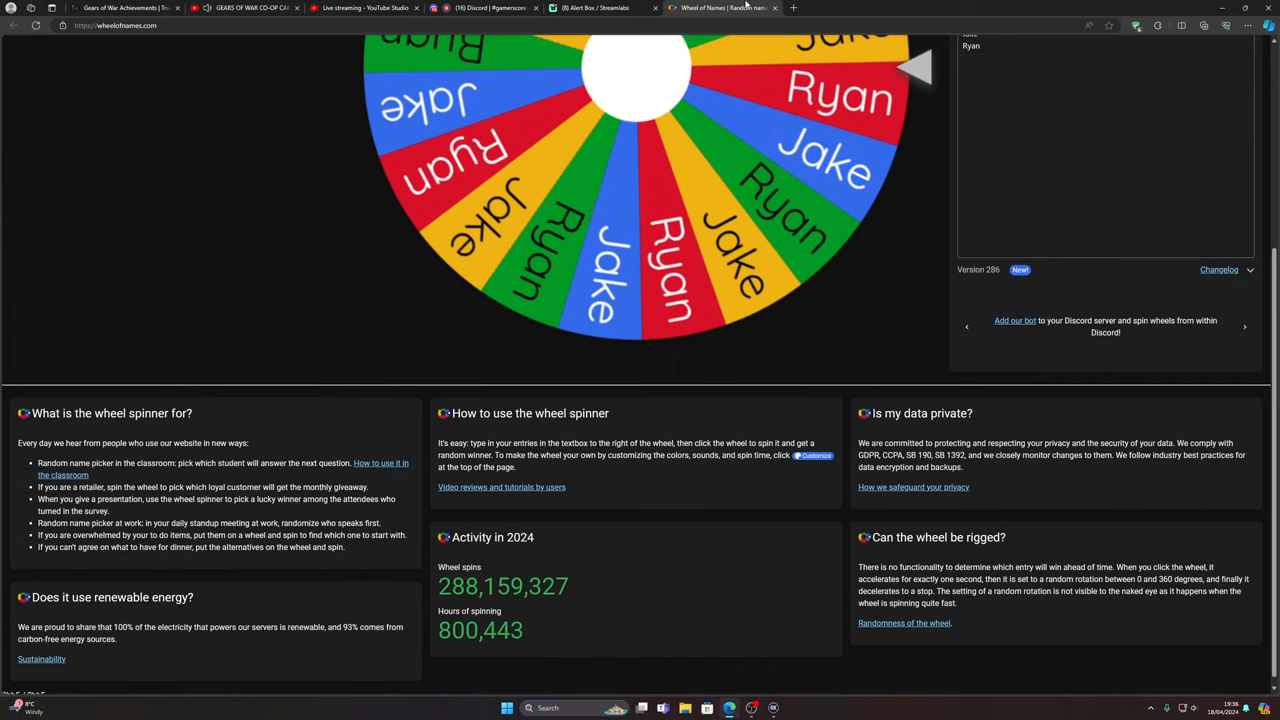 Gears of War Achievements | Tru
GEARS OF WAR CO-OP CA
Live streaming - YouTube Studio
(16) Discord | #gamerscore
(8) Alert Box / Streamlabs
Wheel of Names | Random name
https://wheelofnames.com
Ryan
Jake
Ryan
Jake
Ryan
Jake
Ryan
Jake
Ryan
Jake
Ryan
Jake
Ryan
Jake
Ryan
Version 286 New! Changelog
Add our bot to your Discord server and spin wheels from within
Discord!
What is the wheel spinner for?
Every day we hear from people who use our website in new ways:
• Random name picker in the classroom: pick which student will answer the next question. How to use it in
the classroom
• If you are a retailer, spin the wheel to pick which loyal customer will get the monthly giveaway.
• When you give a presentation, use the wheel spinner to pick a lucky winner among the attendees who
turned in the survey.
• Random name picker at work: in your daily standup meeting at work, randomize who speaks first.
• If you are overwhelmed by your to do items, put them on a wheel and spin to find which one to start with.
• If you can't agree on what to have for dinner, put the alternatives on the wheel and spin.
Does it use renewable energy?
We are proud to share that 100% of the electricity that powers our servers is renewable, and 93% comes from
carbon-free energy sources.
Sustainability
How to use the wheel spinner
It's easy: type in your entries in the textbox to the right of the wheel, then click the wheel to spin it and get a
random winner. To make the wheel your own by customizing the colors, sounds, and spin time, click Customize
at the top of the page.
Video reviews and tutorials by users
Activity in 2024
Wheel spins
288,159,327
Hours of spinning
800,443
Is my data private?
We are committed to protecting and respecting your privacy and the security of your data. We comply with
GDPR, CCPA, SB 190, SB 1392, and we closely monitor changes to them. We follow industry best practices for
data encryption and backups.
How we safeguard your privacy
Can the wheel be rigged?
There is no functionality to determine which entry will win ahead of time. When you click the wheel, it
accelerates for exactly one second, then it is set to a random rotation between 0 and 360 degrees, and finally it
decelerates to a stop. The setting of a random rotation is not visible to the naked eye as it happens when the
wheel is spinning quite fast.
Randomness of the wheel.
8°C
Windy
Search
19:36
18/04/2024